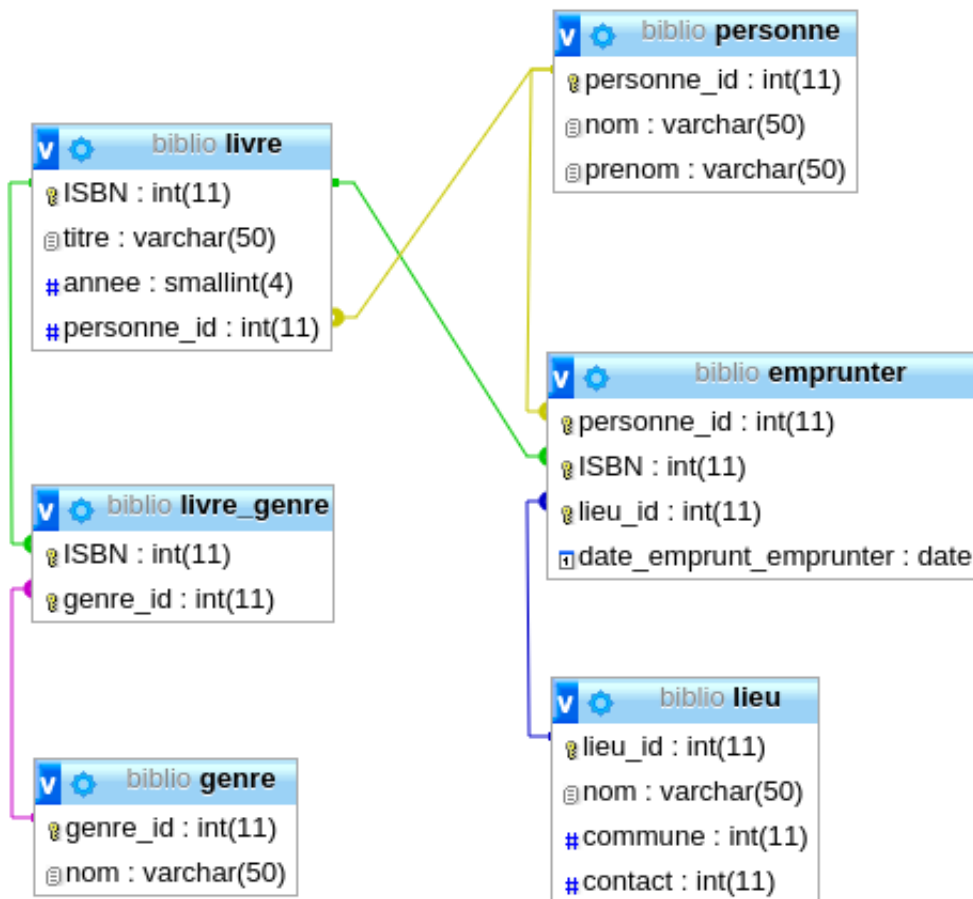 biblio personne
personne_id : int(11)
nom : varchar(50)
prenom : varchar(50)
biblio livre
ISBN : int(11)
titre : varchar(50)
# annee : smallint(4)
# personne_id : int(11)
biblio emprunter
personne_id : int(11)
ISBN : int(11)
lieu_id : int(11)
date_emprunt_emprunter : date
biblio livre_genre
ISBN : int(11)
genre_id : int(11)
biblio lieu
lieu_id : int(11)
nom : varchar(50)
# commune : int(11)
# contact : int(11)
biblio genre
genre_id : int(11)
nom : varchar(50)